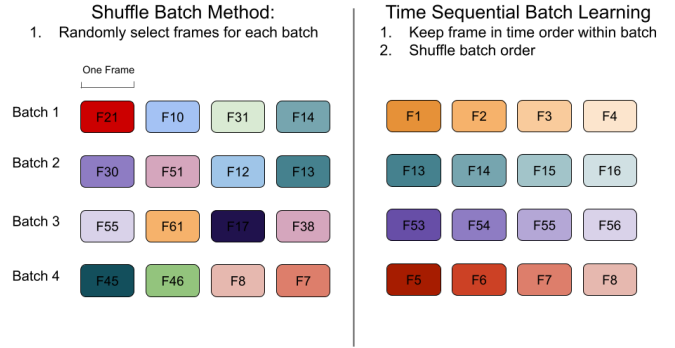 Shuffle Batch Method:
1. Randomly select frames for each batch
One Frame
Batch 1
F21 F10 F31 F14
Batch 2
F30 F51 F12 F13
Batch 3
F55 F61 F17 F38
Batch 4
F45 F46 F8 F7
Time Sequential Batch Learning
1. Keep frame in time order within batch
2. Shuffle batch order
F1 F2 F3 F4
F13 F14 F15 F16
F53 F54 F55 F56
F5 F6 F7 F8